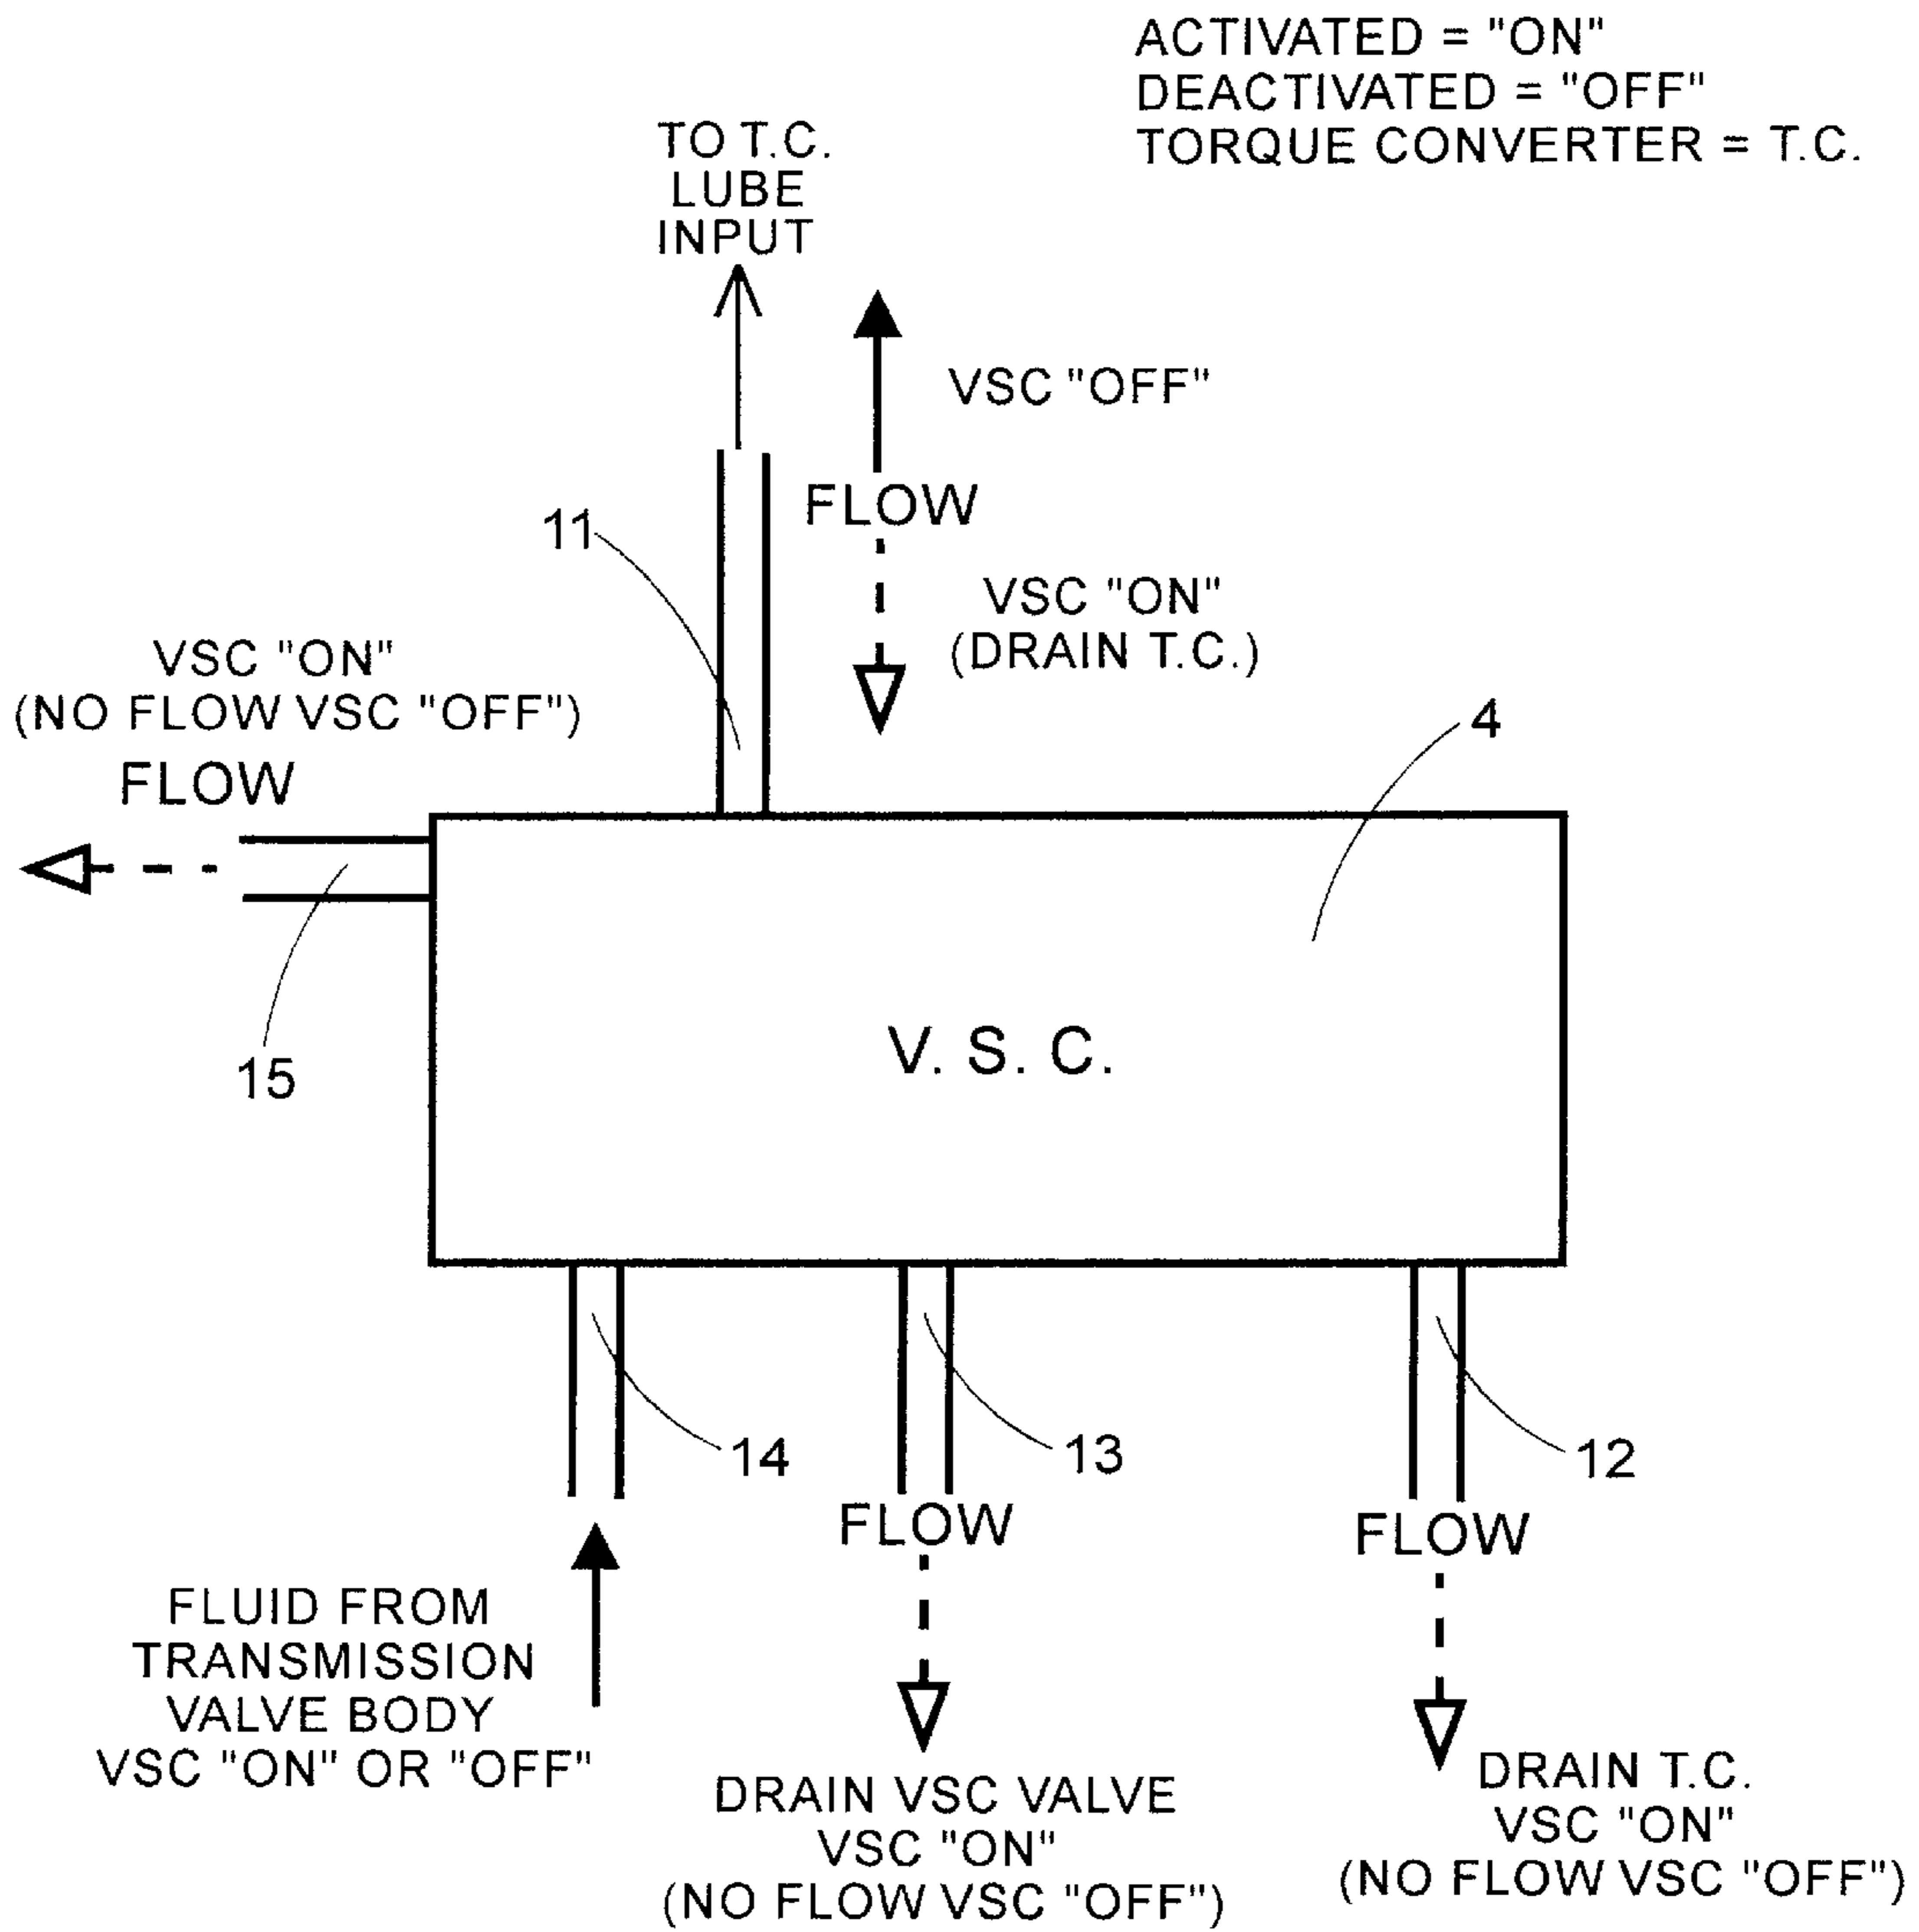 ACTIVATED = "ON"
DEACTIVATED = "OFF"
TORQUE CONVERTER = T.C.
TO T.C.
LUBE
INPUT
VSC "OFF"
FLOW
11
VSC "ON"
(DRAIN T.C.)
VSC "ON"
(NO FLOW VSC "OFF")
FLOW
4
15
V. S. C.
14
13
12
FLOW
FLOW
FLUID FROM
TRANSMISSION
VALVE BODY
VSC "ON" OR "OFF"
DRAIN VSC VALVE
VSC "ON"
(NO FLOW VSC "OFF")
DRAIN T.C.
VSC "ON"
(NO FLOW VSC "OFF")